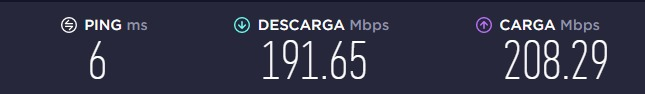 PING ms DESCARGA Mbps CARGA Mbps
6 191.65 208.29